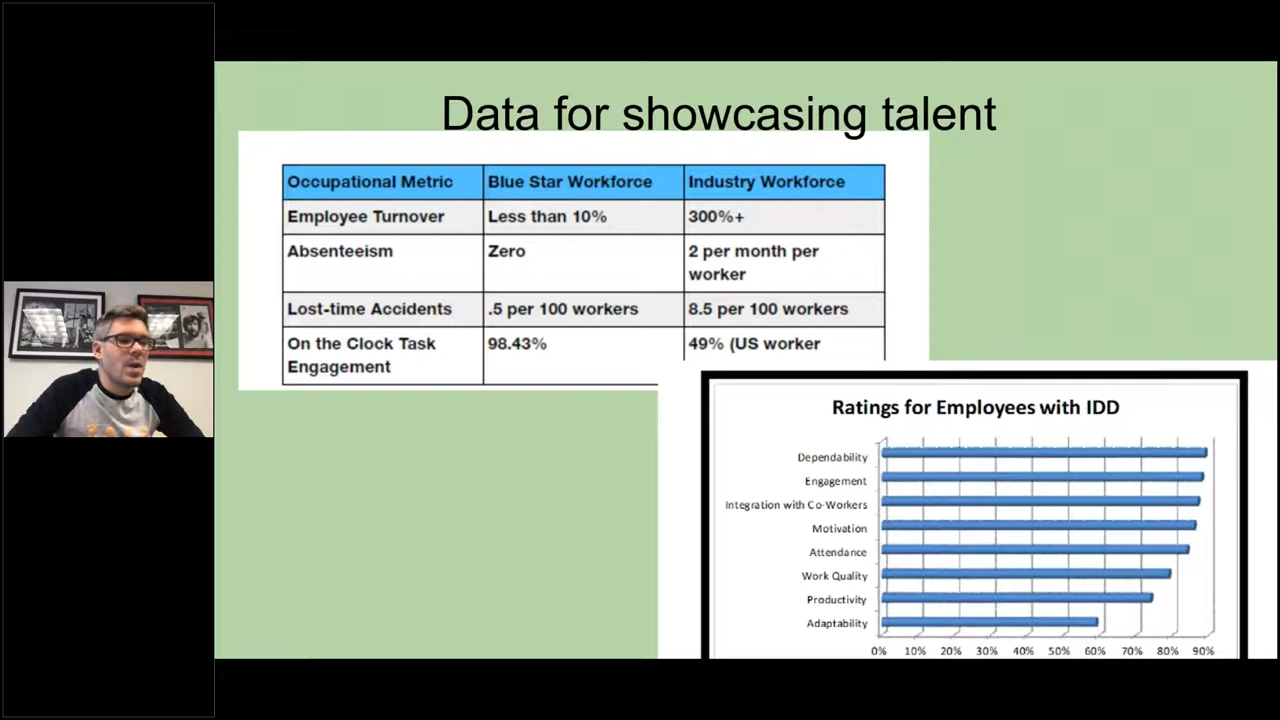 Data for showcasing talent
Occupational Metric Blue Star Workforce Industry Workforce
Employee Turnover Less than 10% 300%+
Absenteeism Zero 2 per month per
worker
Lost-time Accidents .5 per 100 workers 8.5 per 100 workers
On the Clock Task 98.43% 49% (US worker
Engagement
Ratings for Employees with IDD
Dependability
Engagement
Integration with Co-Workers
Motivation
Attendance
Work Quality
Productivity
Adaptability
0% 10% 20% 30% 40% 50% 60% 70% 80% 90%